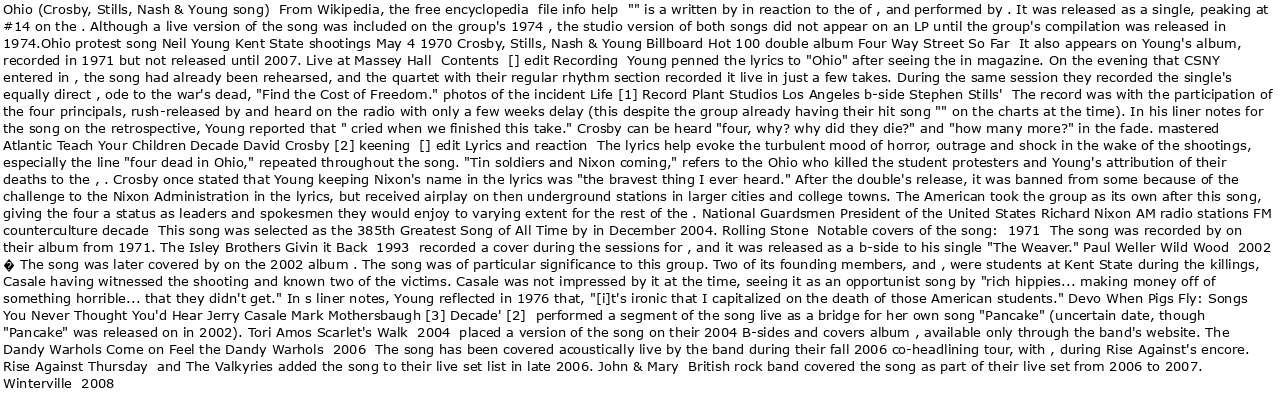 Ohio (Crosby, Stills, Nash & Young song)  From Wikipedia, the free encyclopedia  file info help  "" is a written by in reaction to the of , and performed by . It was released as a single, peaking at
#14 on the . Although a live version of the song was included on the group's 1974 , the studio version of both songs did not appear on an LP until the group's compilation was released in
1974.Ohio protest song Neil Young Kent State shootings May 4 1970 Crosby, Stills, Nash & Young Billboard Hot 100 double album Four Way Street So Far  It also appears on Young's album,
recorded in 1971 but not released until 2007. Live at Massey Hall  Contents  [] edit Recording  Young penned the lyrics to "Ohio" after seeing the in magazine. On the evening that CSNY
entered in , the song had already been rehearsed, and the quartet with their regular rhythm section recorded it live in just a few takes. During the same session they recorded the single's
equally direct , ode to the war's dead, "Find the Cost of Freedom." photos of the incident Life [1] Record Plant Studios Los Angeles b-side Stephen Stills'  The record was with the participation of
the four principals, rush-released by and heard on the radio with only a few weeks delay (this despite the group already having their hit song "" on the charts at the time). In his liner notes for
the song on the retrospective, Young reported that " cried when we finished this take." Crosby can be heard "four, why? why did they die?" and "how many more?" in the fade. mastered
Atlantic Teach Your Children Decade David Crosby [2] keening  [] edit Lyrics and reaction  The lyrics help evoke the turbulent mood of horror, outrage and shock in the wake of the shootings,
especially the line "four dead in Ohio," repeated throughout the song. "Tin soldiers and Nixon coming," refers to the Ohio who killed the student protesters and Young's attribution of their
deaths to the , . Crosby once stated that Young keeping Nixon's name in the lyrics was "the bravest thing I ever heard." After the double's release, it was banned from some because of the
challenge to the Nixon Administration in the lyrics, but received airplay on then underground stations in larger cities and college towns. The American took the group as its own after this song,
giving the four a status as leaders and spokesmen they would enjoy to varying extent for the rest of the . National Guardsmen President of the United States Richard Nixon AM radio stations FM
counterculture decade  This song was selected as the 385th Greatest Song of All Time by in December 2004. Rolling Stone  Notable covers of the song:  1971  The song was recorded by on
their album from 1971. The Isley Brothers Givin it Back  1993  recorded a cover during the sessions for , and it was released as a b-side to his single "The Weaver." Paul Weller Wild Wood  2002
� The song was later covered by on the 2002 album . The song was of particular significance to this group. Two of its founding members, and , were students at Kent State during the killings,
Casale having witnessed the shooting and known two of the victims. Casale was not impressed by it at the time, seeing it as an opportunist song by "rich hippies... making money off of
something horrible... that they didn't get." In s liner notes, Young reflected in 1976 that, "[i]t's ironic that I capitalized on the death of those American students." Devo When Pigs Fly: Songs
You Never Thought You'd Hear Jerry Casale Mark Mothersbaugh [3] Decade' [2]  performed a segment of the song live as a bridge for her own song "Pancake" (uncertain date, though
"Pancake" was released on in 2002). Tori Amos Scarlet's Walk  2004  placed a version of the song on their 2004 B-sides and covers album , available only through the band's website. The
Dandy Warhols Come on Feel the Dandy Warhols  2006  The song has been covered acoustically live by the band during their fall 2006 co-headlining tour, with , during Rise Against's encore.
Rise Against Thursday  and The Valkyries added the song to their live set list in late 2006. John & Mary  British rock band covered the song as part of their live set from 2006 to 2007.
Winterville  2008